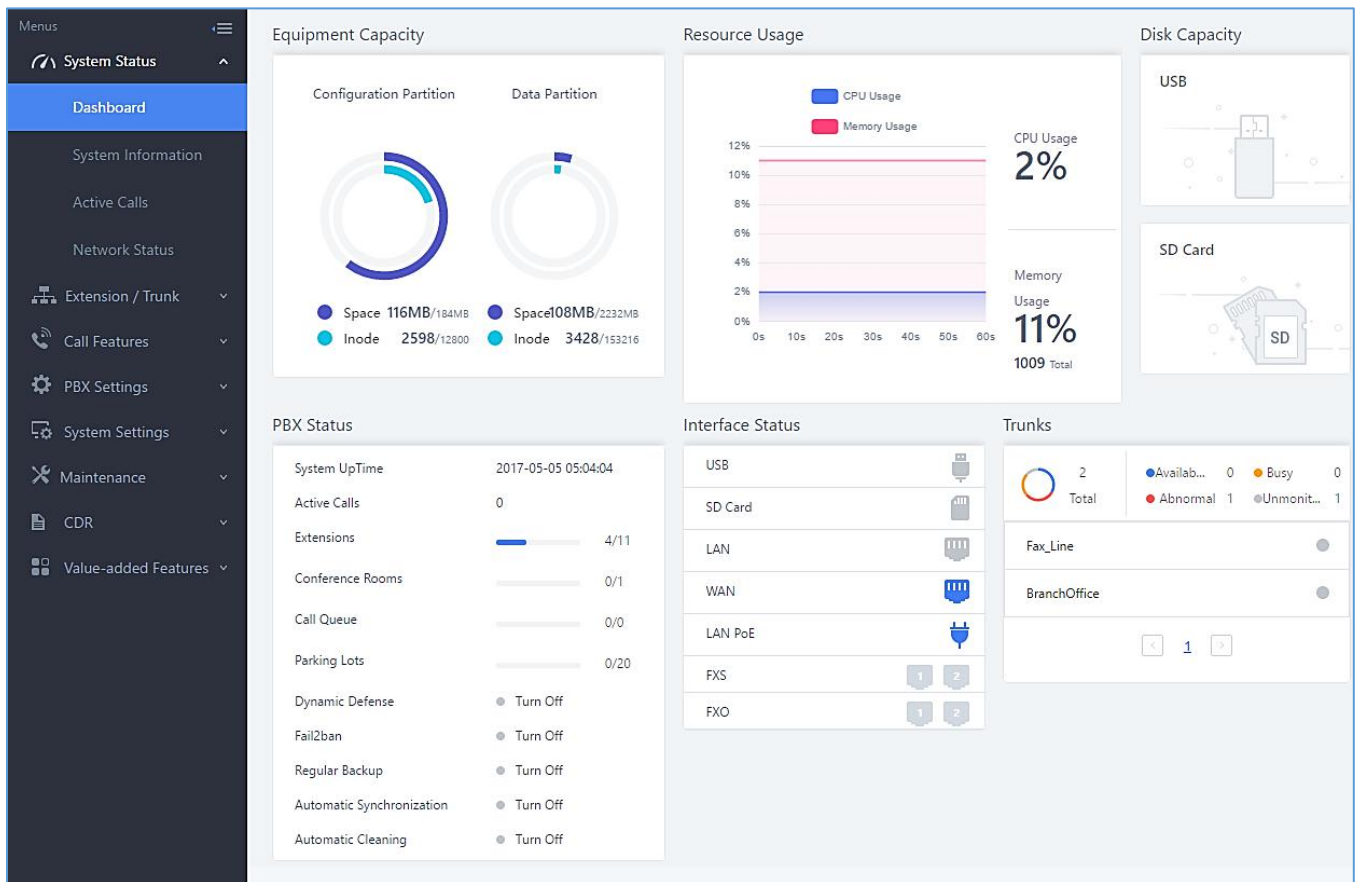 Menus
System Status
Dashboard
System Information
Active Calls
Network Status
Extension / Trunk
Call Features
PBX Settings
System Settings
Maintenance
CDR
Value-added Features
Equipment Capacity
Configuration Partition Data Partition
Space 116MB/184MB Space108MB/2232MB
Inode 2598/12800 Inode 3428/153216
Resource Usage
CPU Usage
Memory Usage
12%
10%
8%
6%
4%
2%
0%
0s 10s 20s 30s 40s 50s 60s
CPU Usage
2%
Memory
Usage
11%
1009 Total
Disk Capacity
USB
SD Card
SD
PBX Status
System UpTime 2017-05-05 05:04:04
Active Calls 0
Extensions 4/11
Conference Rooms 0/1
Call Queue 0/0
Parking Lots 0/20
Dynamic Defense Turn Off
Fail2ban Turn Off
Regular Backup Turn Off
Automatic Synchronization Turn Off
Automatic Cleaning Turn Off
Interface Status
USB
SD Card
LAN
WAN
LAN PoE
FXS 1 2
FXO 1 2
Trunks
2 Availab... 0 Busy 0
Total Abnormal 1 Unmonit... 1
Fax_Line
BranchOffice
< 1 >